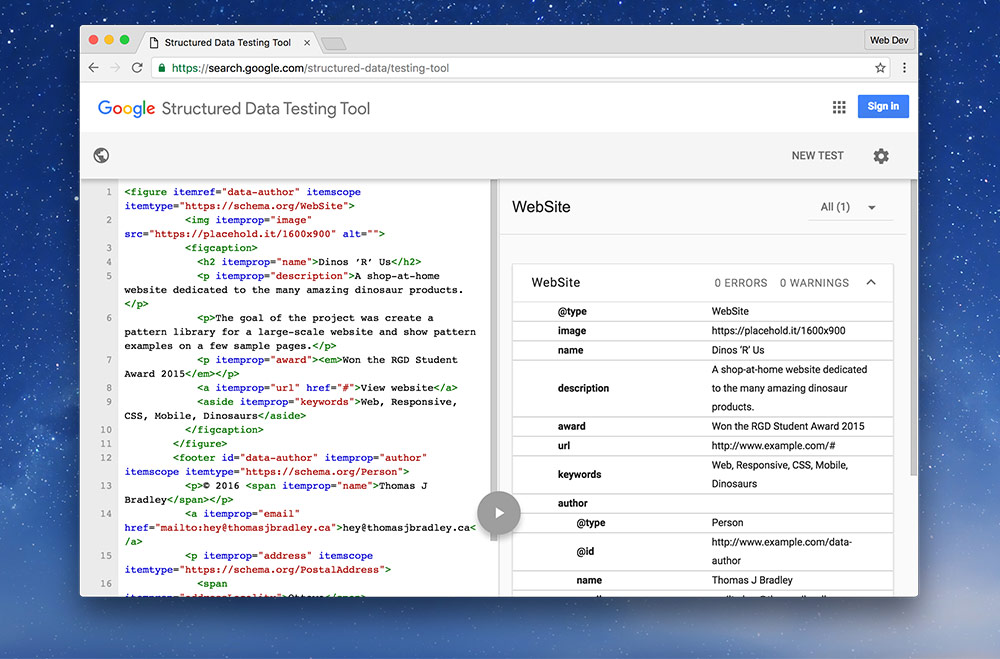 Structured Data Testing Tool
Web Dev
https://search.google.com/structured-data/testing-tool
Google Structured Data Testing Tool
Sign in
NEW TEST
1 <figure itemref="data-author" itemscope
itemtype="https://schema.org/WebSite">
2 <img itemprop="image"
src="https://placehold.it/1600x900" alt="">
3 <figcaption>
4 <h2 itemprop="name">Dinos ’R’ Us</h2>
5 <p itemprop="description">A shop-at-home
website dedicated to the many amazing dinosaur products.
</p>
6 <p>The goal of the project was create a
pattern library for a large-scale website and show pattern
examples on a few sample pages.</p>
7 <p itemprop="award"><em>Won the RGD Student
Award 2015</em></p>
8 <a itemprop="url" href="#">View website</a>
9 <aside itemprop="keywords">Web, Responsive,
CSS, Mobile, Dinosaurs</aside>
10 </figcaption>
11 </figure>
12 <footer id="data-author" itemprop="author"
itemscope itemtype="https://schema.org/Person">
13 <p>© 2016 <span itemprop="name">Thomas J
Bradley</span></p>
14 <a itemprop="email"
href="mailto:hey@thomasjbradley.ca">hey@thomasjbradley.ca<
/a>
15 <p itemprop="address" itemscope
itemtype="https://schema.org/PostalAddress">
16 <span
WebSite
All (1)
WebSite 0 ERRORS 0 WARNINGS
@type WebSite
image https://placehold.it/1600x900
name Dinos ’R’ Us
description A shop-at-home website dedicated
to the many amazing dinosaur
products.
award Won the RGD Student Award 2015
url http://www.example.com/#
keywords Web, Responsive, CSS, Mobile,
Dinosaurs
author
@type Person
@id http://www.example.com/data-
author
name Thomas J Bradley